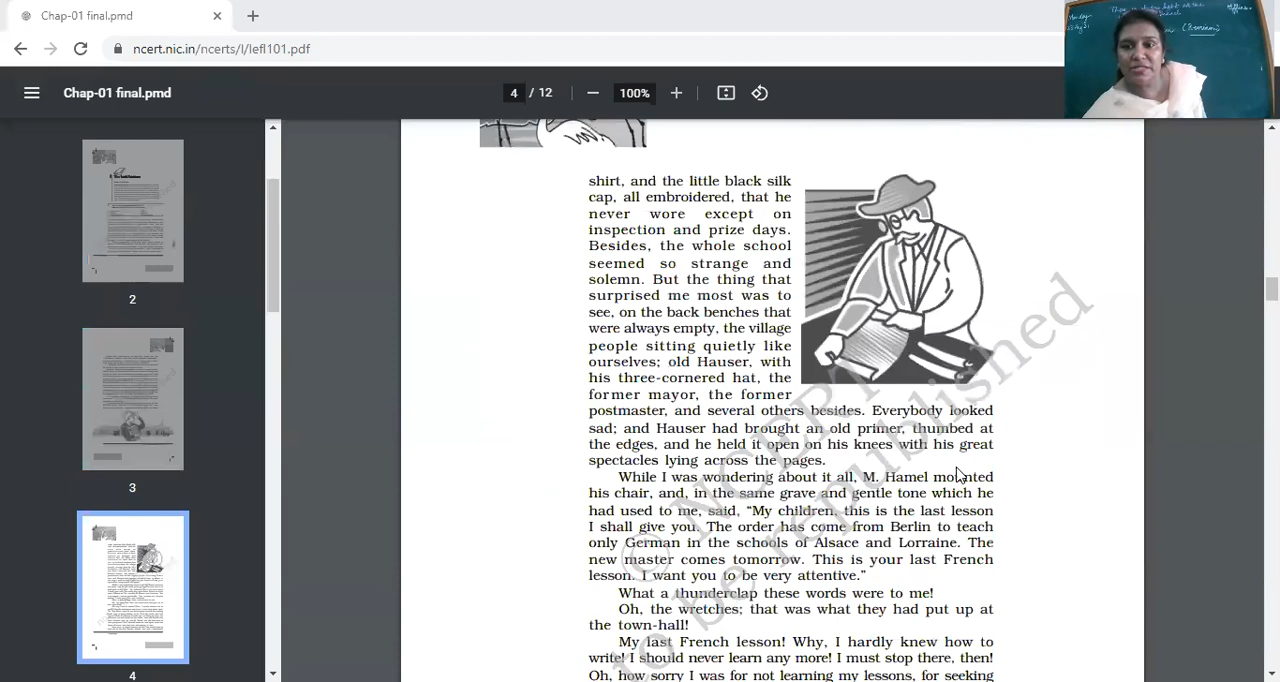 Chap-01 final.pmd
ncert.nic.in/ncerts/l/lefl101.pdf
Chap-01 final.pmd
4 / 12
100%
Monday
light at the
2
3
4
shirt, and the little black silk
cap, all embroidered, that he
never wore except on
inspection and prize days.
Besides, the whole school
seemed so strange and
solemn. But the thing that
surprised me most was to
see, on the back benches that
were always empty, the village
people sitting quietly like
ourselves; old Hauser, with
his three-cornered hat, the
former mayor, the former
postmaster, and several others besides. Everybody looked
sad; and Hauser had brought an old primer, thumbed at
the edges, and he held it open on his knees with his great
spectacles lying across the pages.
While I was wondering about it all, M. Hamel mounted
his chair, and, in the same grave and gentle tone which he
had used to me, said, “My children, this is the last lesson
I shall give you. The order has come from Berlin to teach
only German in the schools of Alsace and Lorraine. The
new master comes tomorrow. This is your last French
lesson. I want you to be very attentive.”
What a thunderclap these words were to me!
Oh, the wretches; that was what they had put up at
the town-hall!
My last French lesson! Why, I hardly knew how to
write! I should never learn any more! I must stop there, then!
Oh, how sorry I was for not learning my lessons, for seeking
© NCERT
to be republished